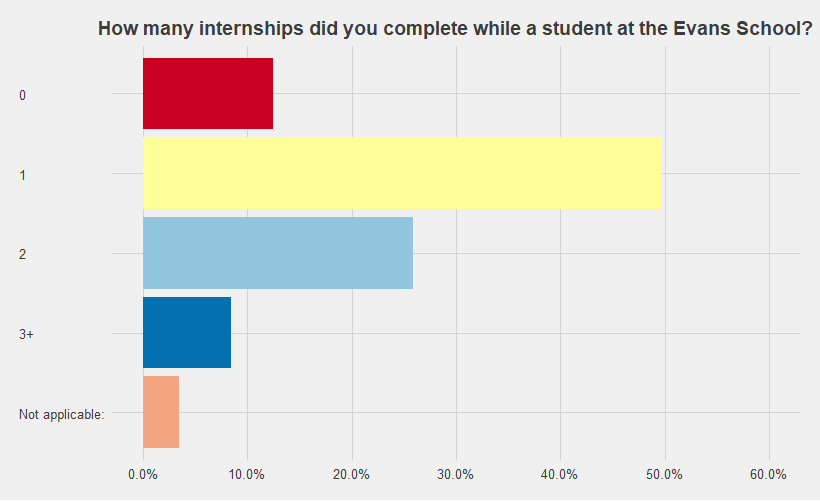 How many internships did you complete while a student at the Evans School?
0
1
2
3+
Not applicable:
0.0% 10.0% 20.0% 30.0% 40.0% 50.0% 60.0%